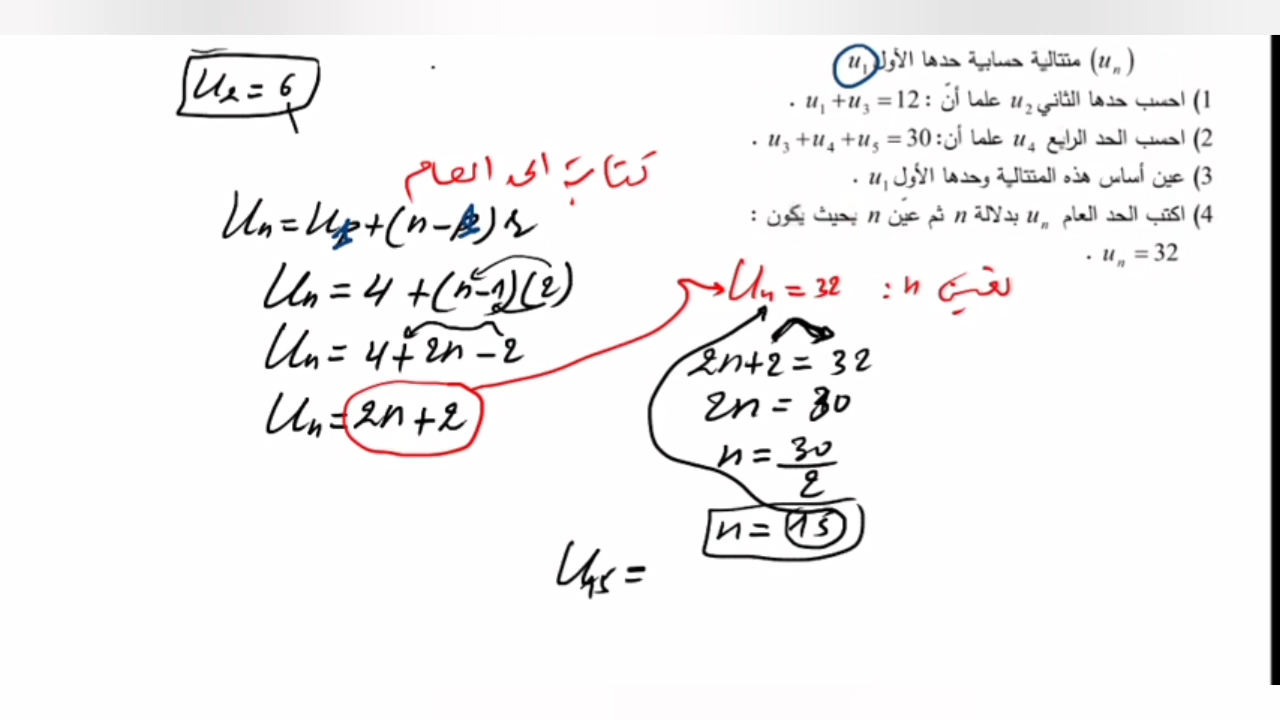 (uₙ) متتالية حسابية حدها الأول u₁
1) احسب حدها الثاني u₂ علما أنّ : u₁ + u₃ = 12 .
2) احسب الحد الرابع u₄ علما أن: u₃ + u₄ + u₅ = 30 .
3) عين أساس هذه المتتالية وحدها الأول u₁ .
4) اكتب الحد العام uₙ بدلالة n ثم عيّن n بحيث يكون :
uₙ = 32 .
U₂ = 6
كتابة الحد العام
Uₙ = U₁ + (n - 1) r
Uₙ = 4 + (n - 1)(2)
Uₙ = 4 + 2n - 2
Uₙ = 2n + 2
تعيين n : Uₙ = 32
2n + 2 = 32
2n = 30
n = 30/2
n = 15
U₁₅ =